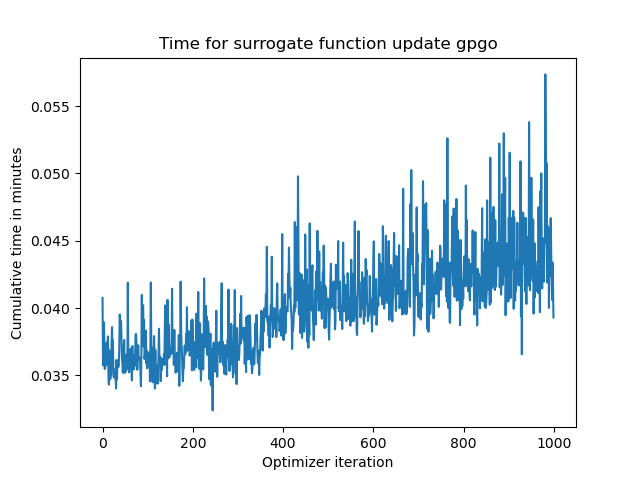 Time for surrogate function update gpgo
Cumulative time in minutes
0.055
0.050
0.045
0.040
0.035
0 200 400 600 800 1000
Optimizer iteration